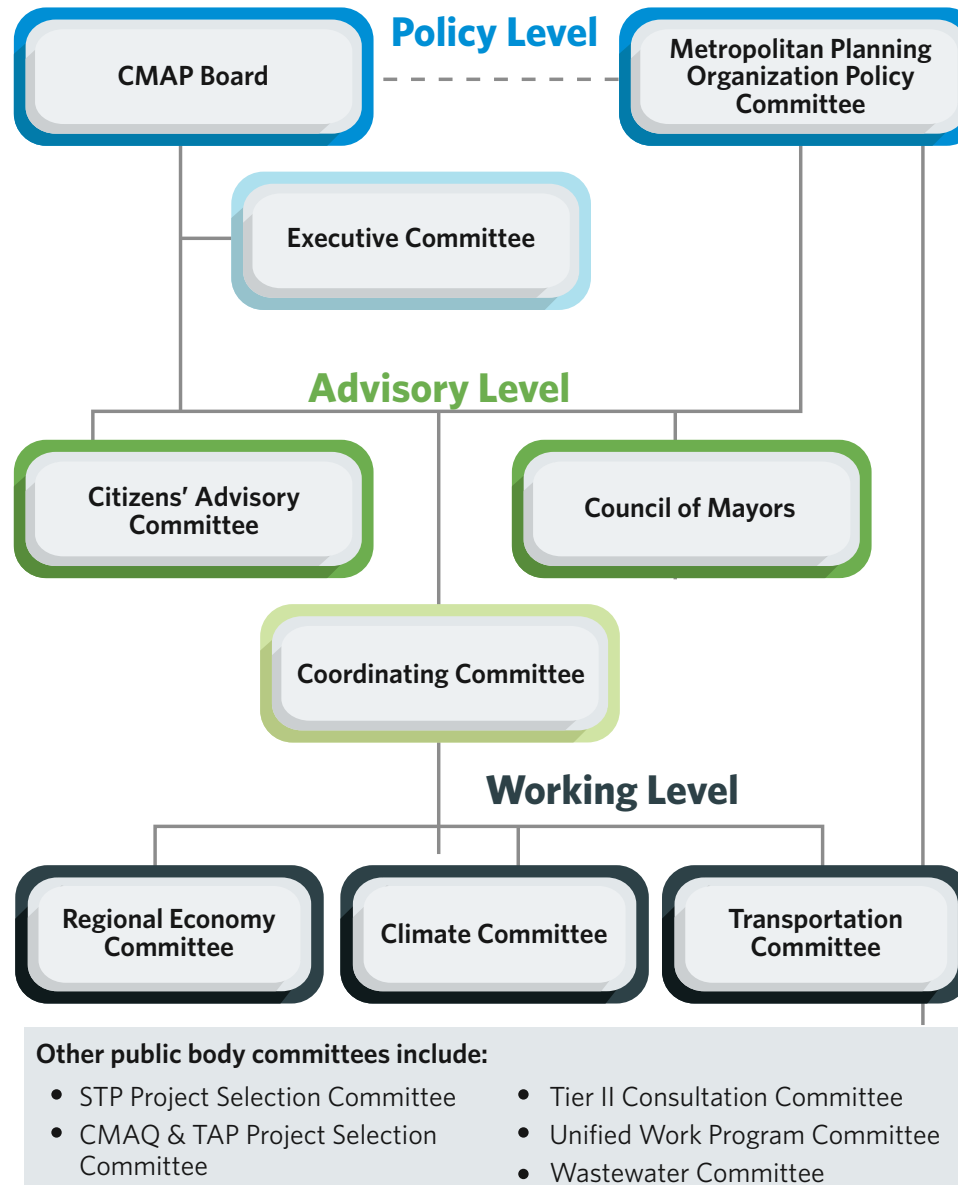 Policy Level
CMAP Board
Metropolitan Planning
Organization Policy
Committee
Executive Committee
Advisory Level
Citizens’ Advisory
Committee
Council of Mayors
Coordinating Committee
Working Level
Regional Economy
Committee
Climate Committee
Transportation
Committee
Other public body committees include:
• STP Project Selection Committee
• CMAQ & TAP Project Selection
Committee
• Tier II Consultation Committee
• Unified Work Program Committee
• Wastewater Committee